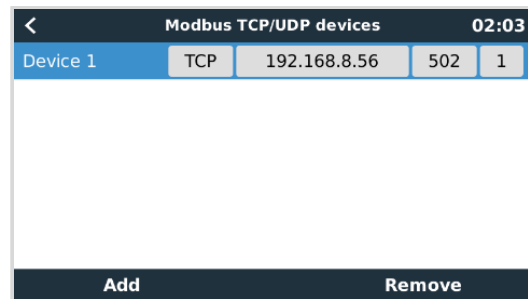 Modbus TCP/UDP devices 02:03
Device 1 TCP 192.168.8.56 502 1
Add Remove